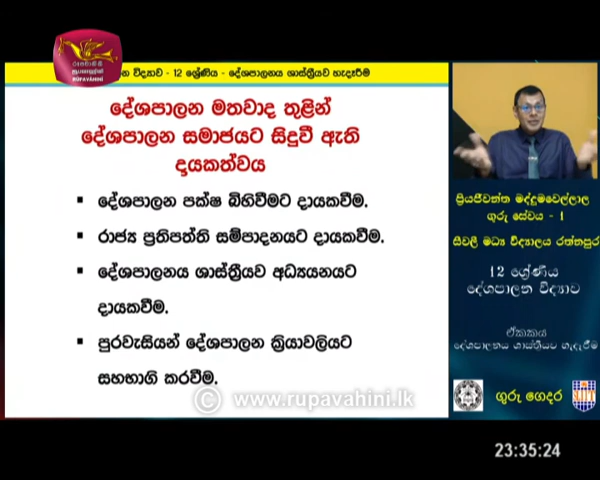 රූපවාහිනී
RUPAVAHINI
න විද්‍යාව - 12 ශ්‍රේණිය - දේශපාලනය ශාස්ත්‍රීයව හැදෑරීම
දේශපාලන මතවාද තුළින්
දේශපාලන සමාජයට සිදුවී ඇති
දායකත්වය
▪ දේශපාලන පක්ෂ බිහිවීමට දායකවීම.
▪ රාජ්‍ය ප්‍රතිපත්ති සම්පාදනයට දායකවීම.
▪ දේශපාලනය ශාස්ත්‍රීයව අධ්‍යයනයට
දායකවීම.
▪ පුරවැසියන් දේශපාලන ක්‍රියාවලියට
සහභාගි කරවීම.
© www.rupavahini.lk
ප්‍රියජීවන්ත මද්දුමවෙල්ලාල
ගුරු සේවය - 1
සීවලී මධ්‍ය විද්‍යාලය රත්නපුර
12 ශ්‍රේණිය
දේශපාලන විද්‍යාව
ඒකකය
දේශපාලනය ශාස්ත්‍රීයව හැදෑරීම
ගුරු ගෙදර
23:35:24